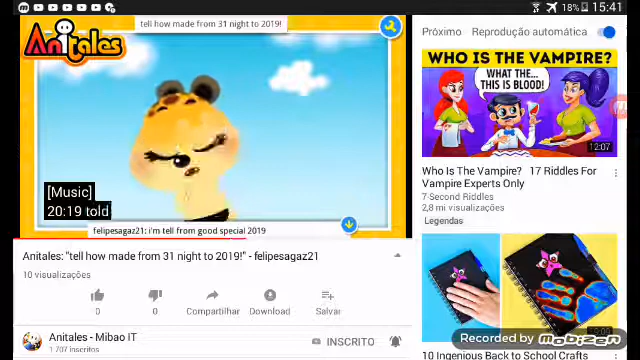 18% 15:41
tell how made from 31 night to 2019!
Anitales
[Music]
20:19 told
felipesagaz21: i'm tell from good special 2019
Anitales: "tell how made from 31 night to 2019!" - felipesagaz21
10 visualizações
0
0
Compartilhar
Download
Salvar
Anitales - Mibao IT
1.707 inscritos
INSCRITO
Próximo
Reprodução automática
WHO IS THE VAMPIRE?
WHAT THE...
THIS IS BLOOD!
12:07
Who Is The Vampire? 17 Riddles For
Vampire Experts Only
7-Second Riddles
2,8 mi visualizações
Legendas
10 Ingenious Back To School Crafts
Recorded by
mobizen